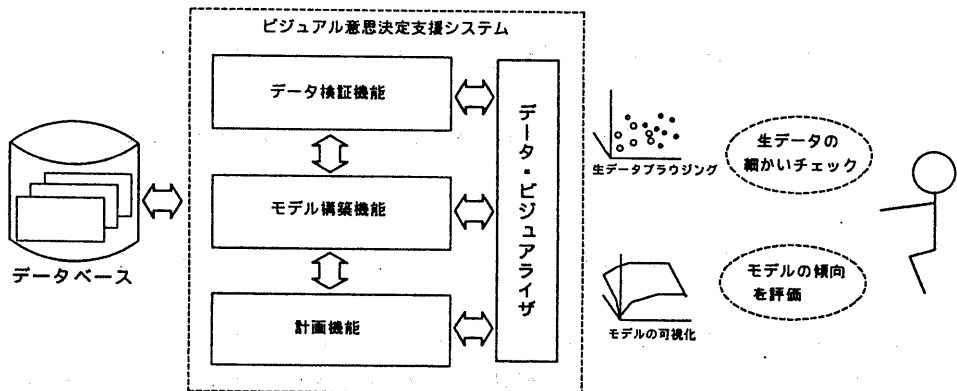 ビジュアル意思決定支援システム
データ検証機能
モデル構築機能
計画機能
データ・ビジュアライザ
データベース
生データブラウジング
モデルの可視化
生データの
細かいチェック
モデルの傾向
を評価